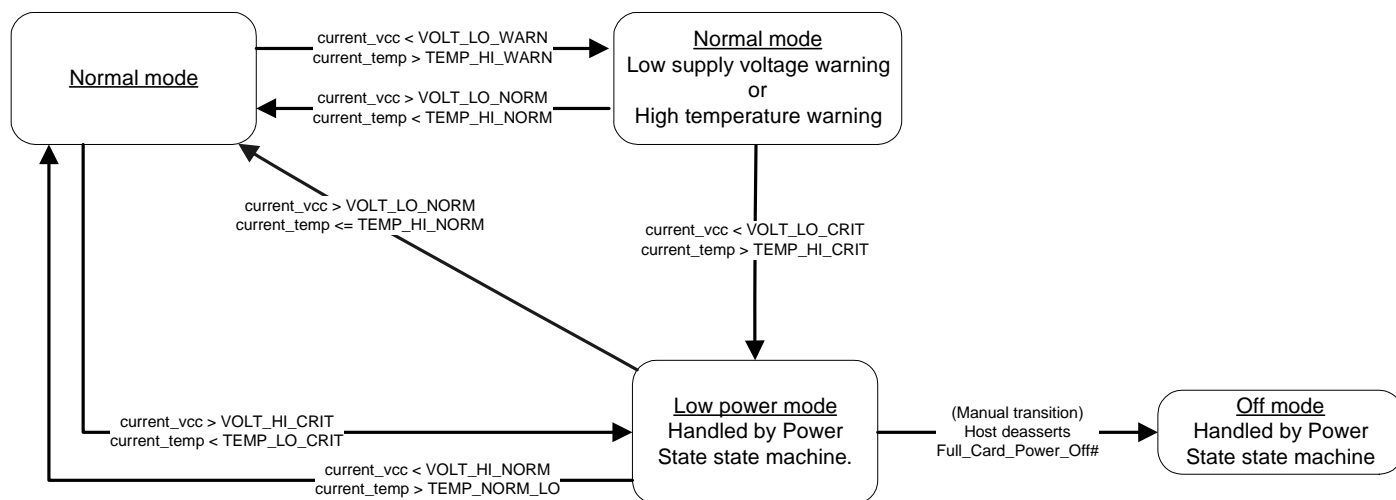 Normal mode
current_vcc < VOLT_LO_WARN
current_temp > TEMP_HI_WARN
current_vcc > VOLT_LO_NORM
current_temp < TEMP_HI_NORM
Normal mode
Low supply voltage warning
or
High temperature warning
current_vcc > VOLT_LO_NORM
current_temp <= TEMP_HI_NORM
current_vcc < VOLT_LO_CRIT
current_temp > TEMP_HI_CRIT
current_vcc > VOLT_HI_CRIT
current_temp < TEMP_LO_CRIT
current_vcc < VOLT_HI_NORM
current_temp > TEMP_NORM_LO
Low power mode
Handled by Power
State state machine.
(Manual transition)
Host deasserts
Full_Card_Power_Off#
Off mode
Handled by Power
State state machine